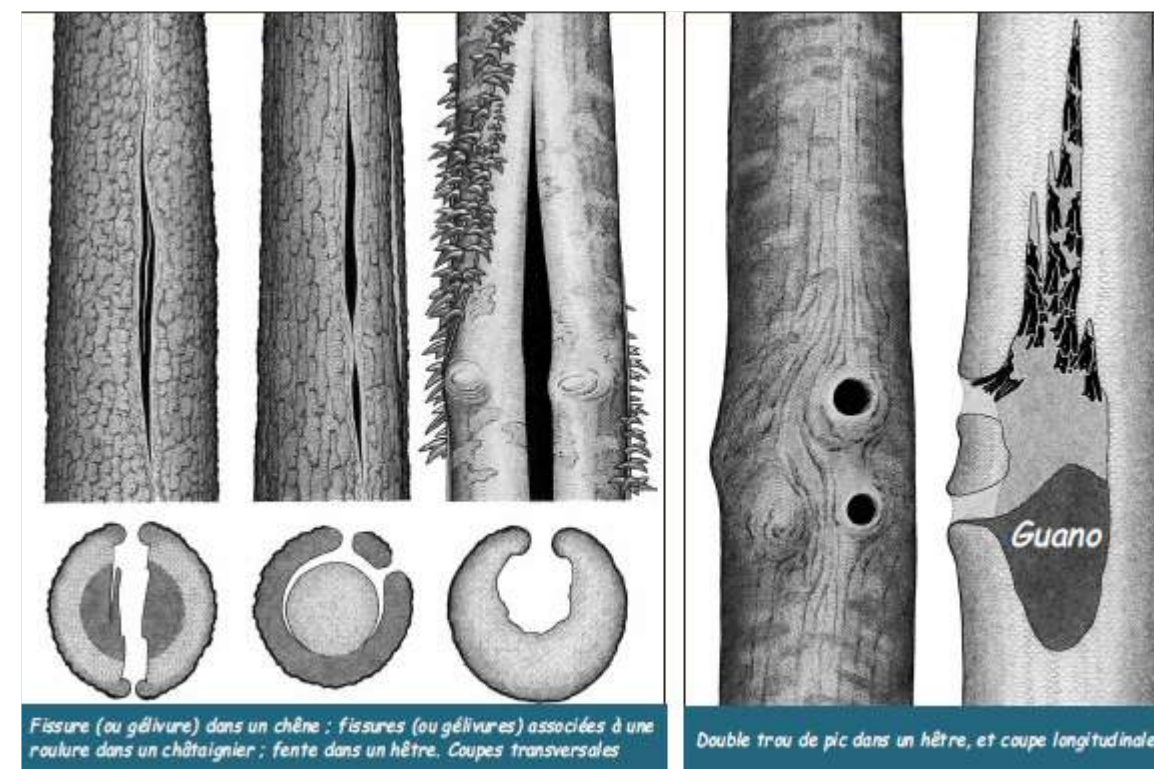 Guano
Fissure (ou gélivure) dans un chêne ; fissures (ou gélivures) associées à une
roulure dans un châtaignier ; fente dans un hêtre. Coupes transversales
Double trou de pic dans un hêtre, et coupe longitudinale